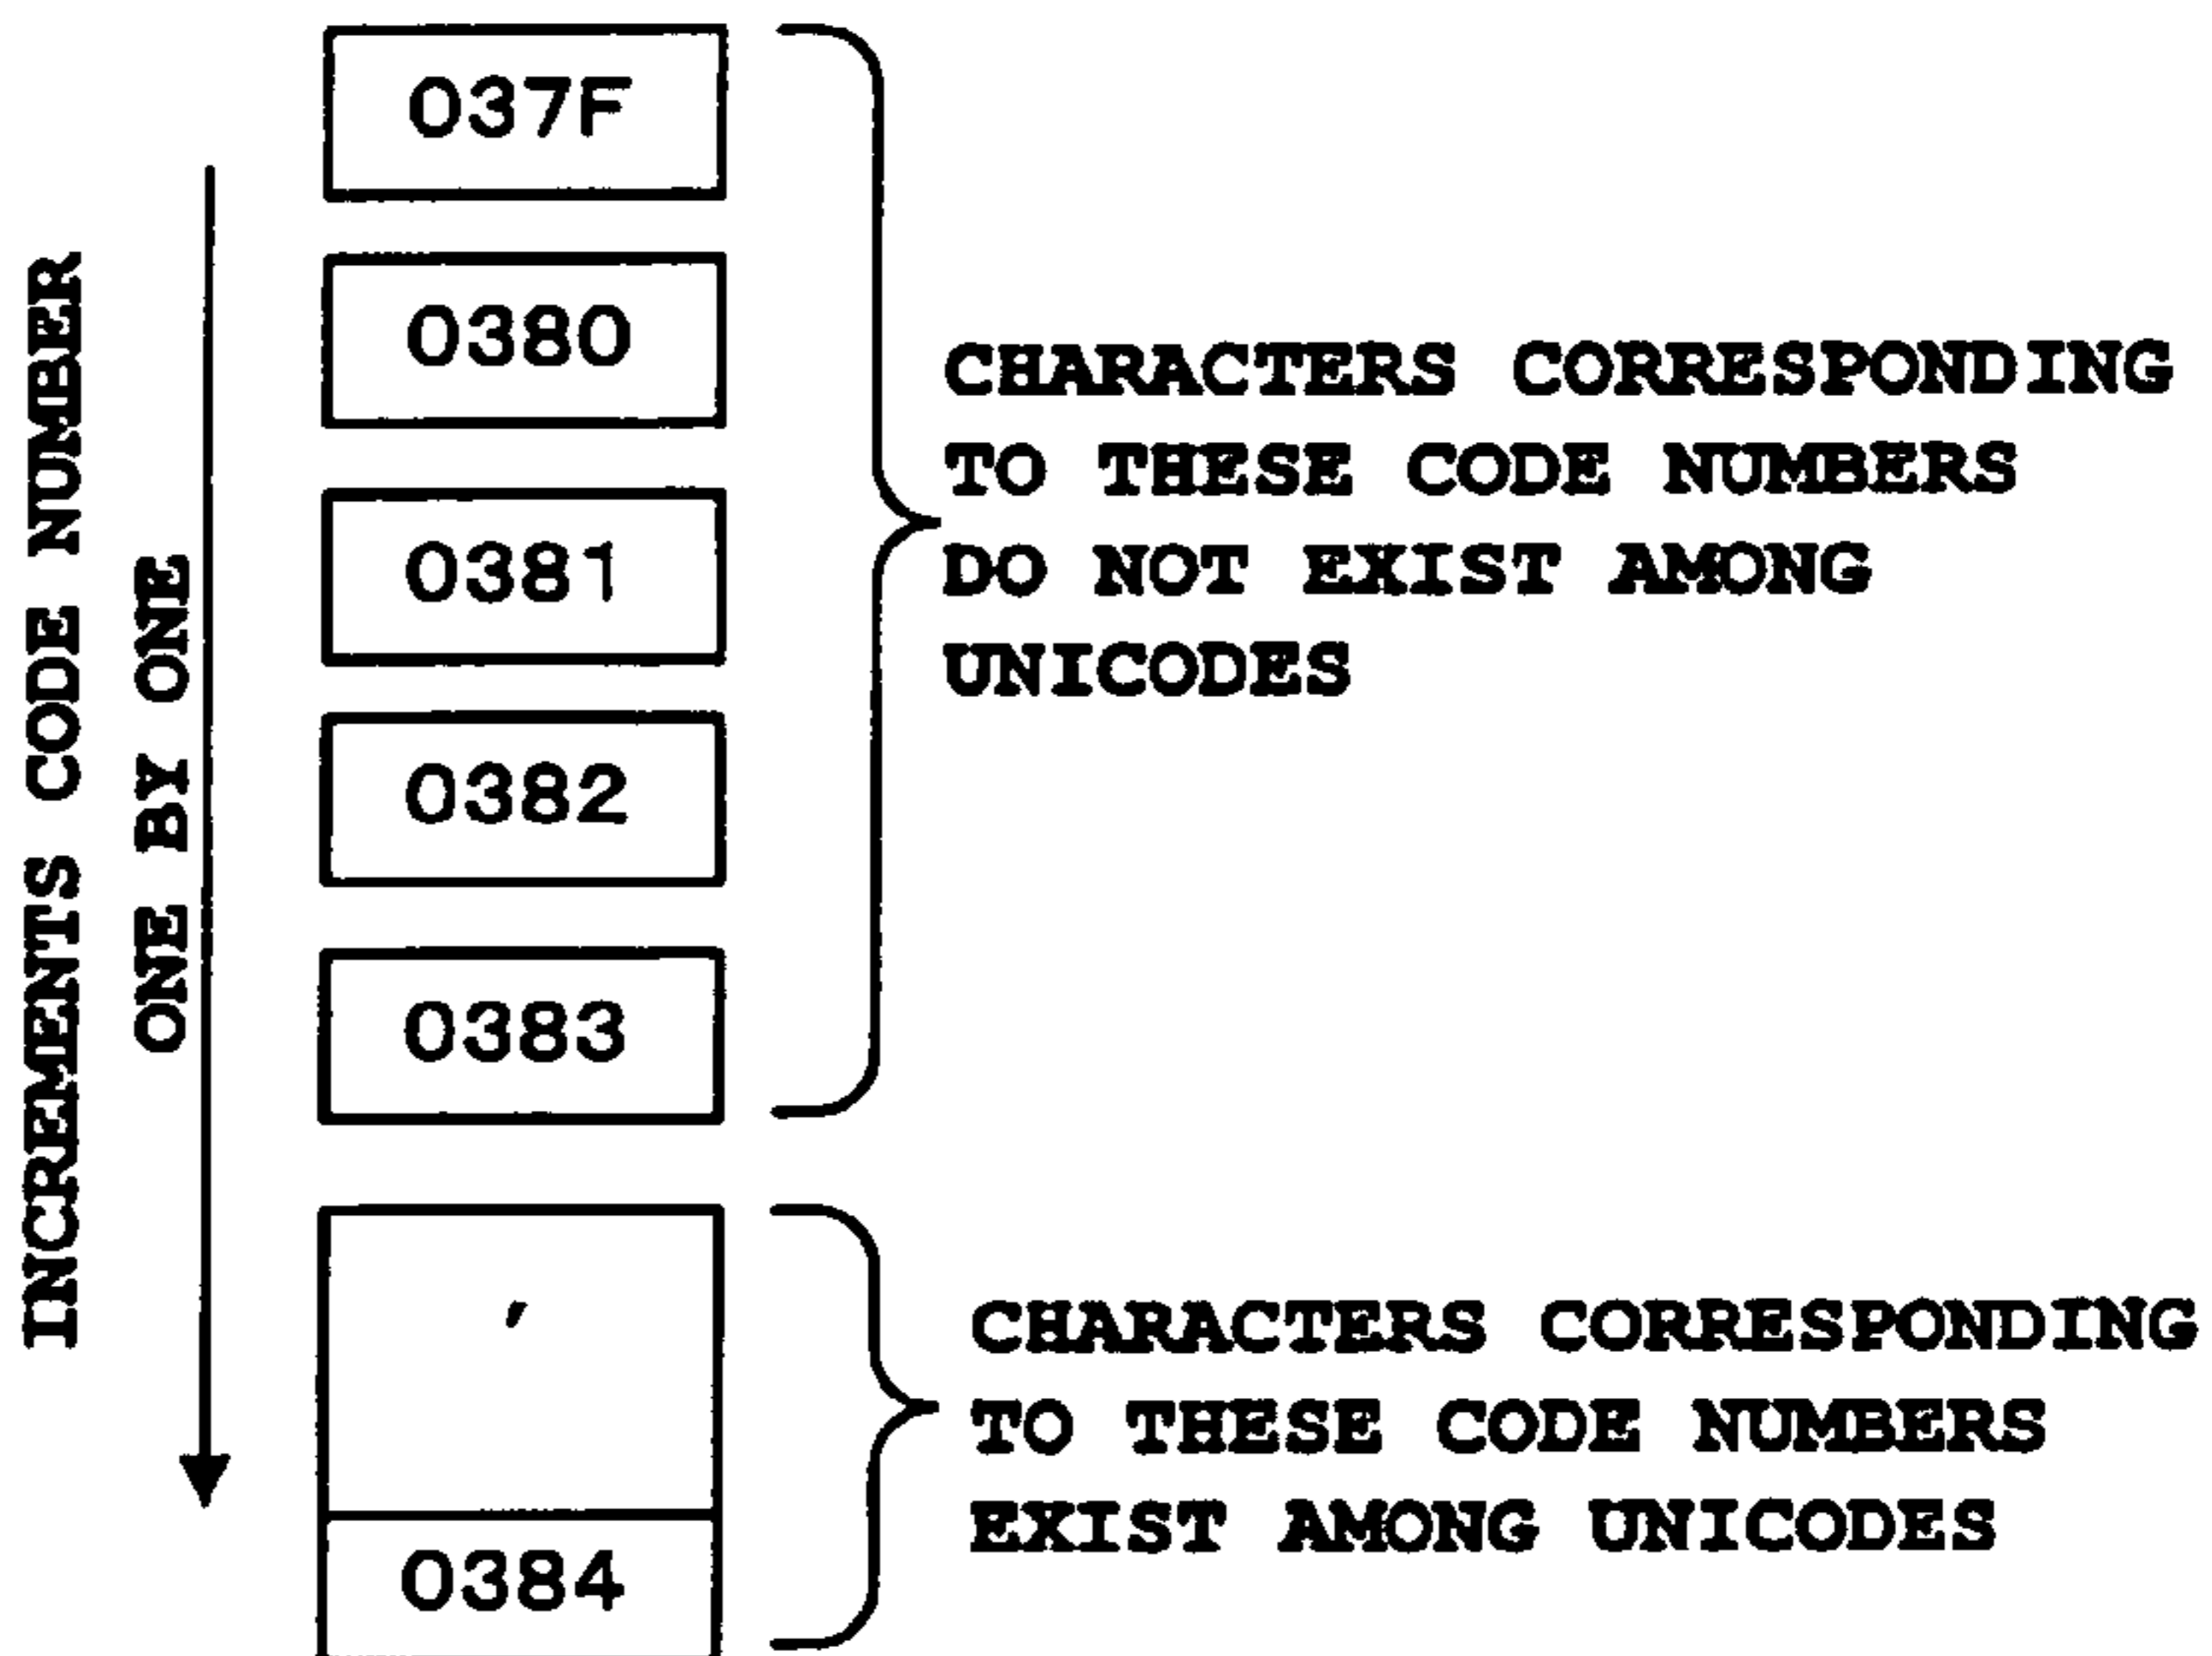 INCREMENTS CODE NUMBER
ONE BY ONE
037F
0380
0381
0382
0383
CHARACTERS CORRESPONDING
TO THESE CODE NUMBERS
DO NOT EXIST AMONG
UNICODES
΄
0384
CHARACTERS CORRESPONDING
TO THESE CODE NUMBERS
EXIST AMONG UNICODES